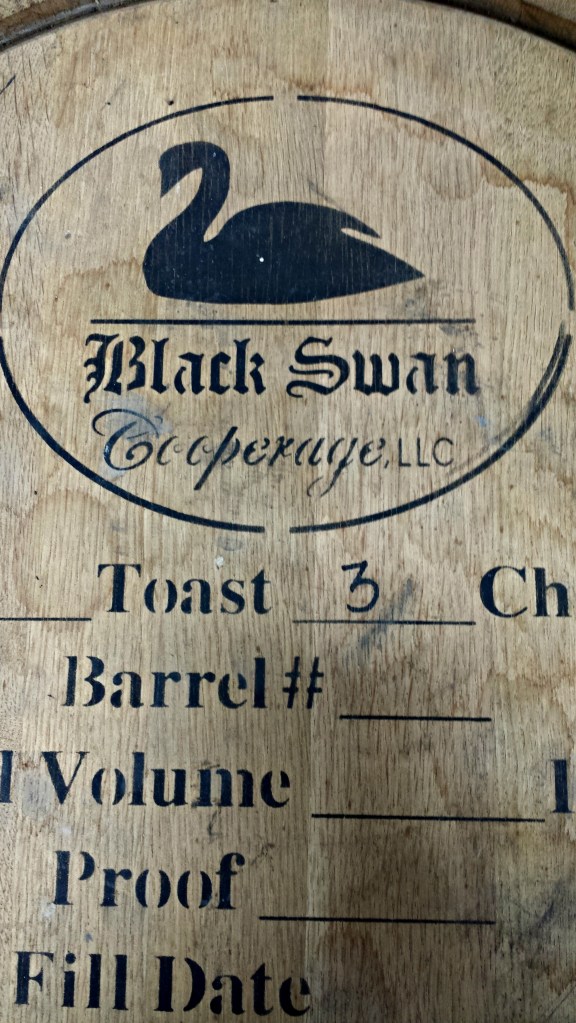 Black Swan
Cooperage, LLC
Toast 3 Ch
Barrel #
l Volume
Proof
Fill Date